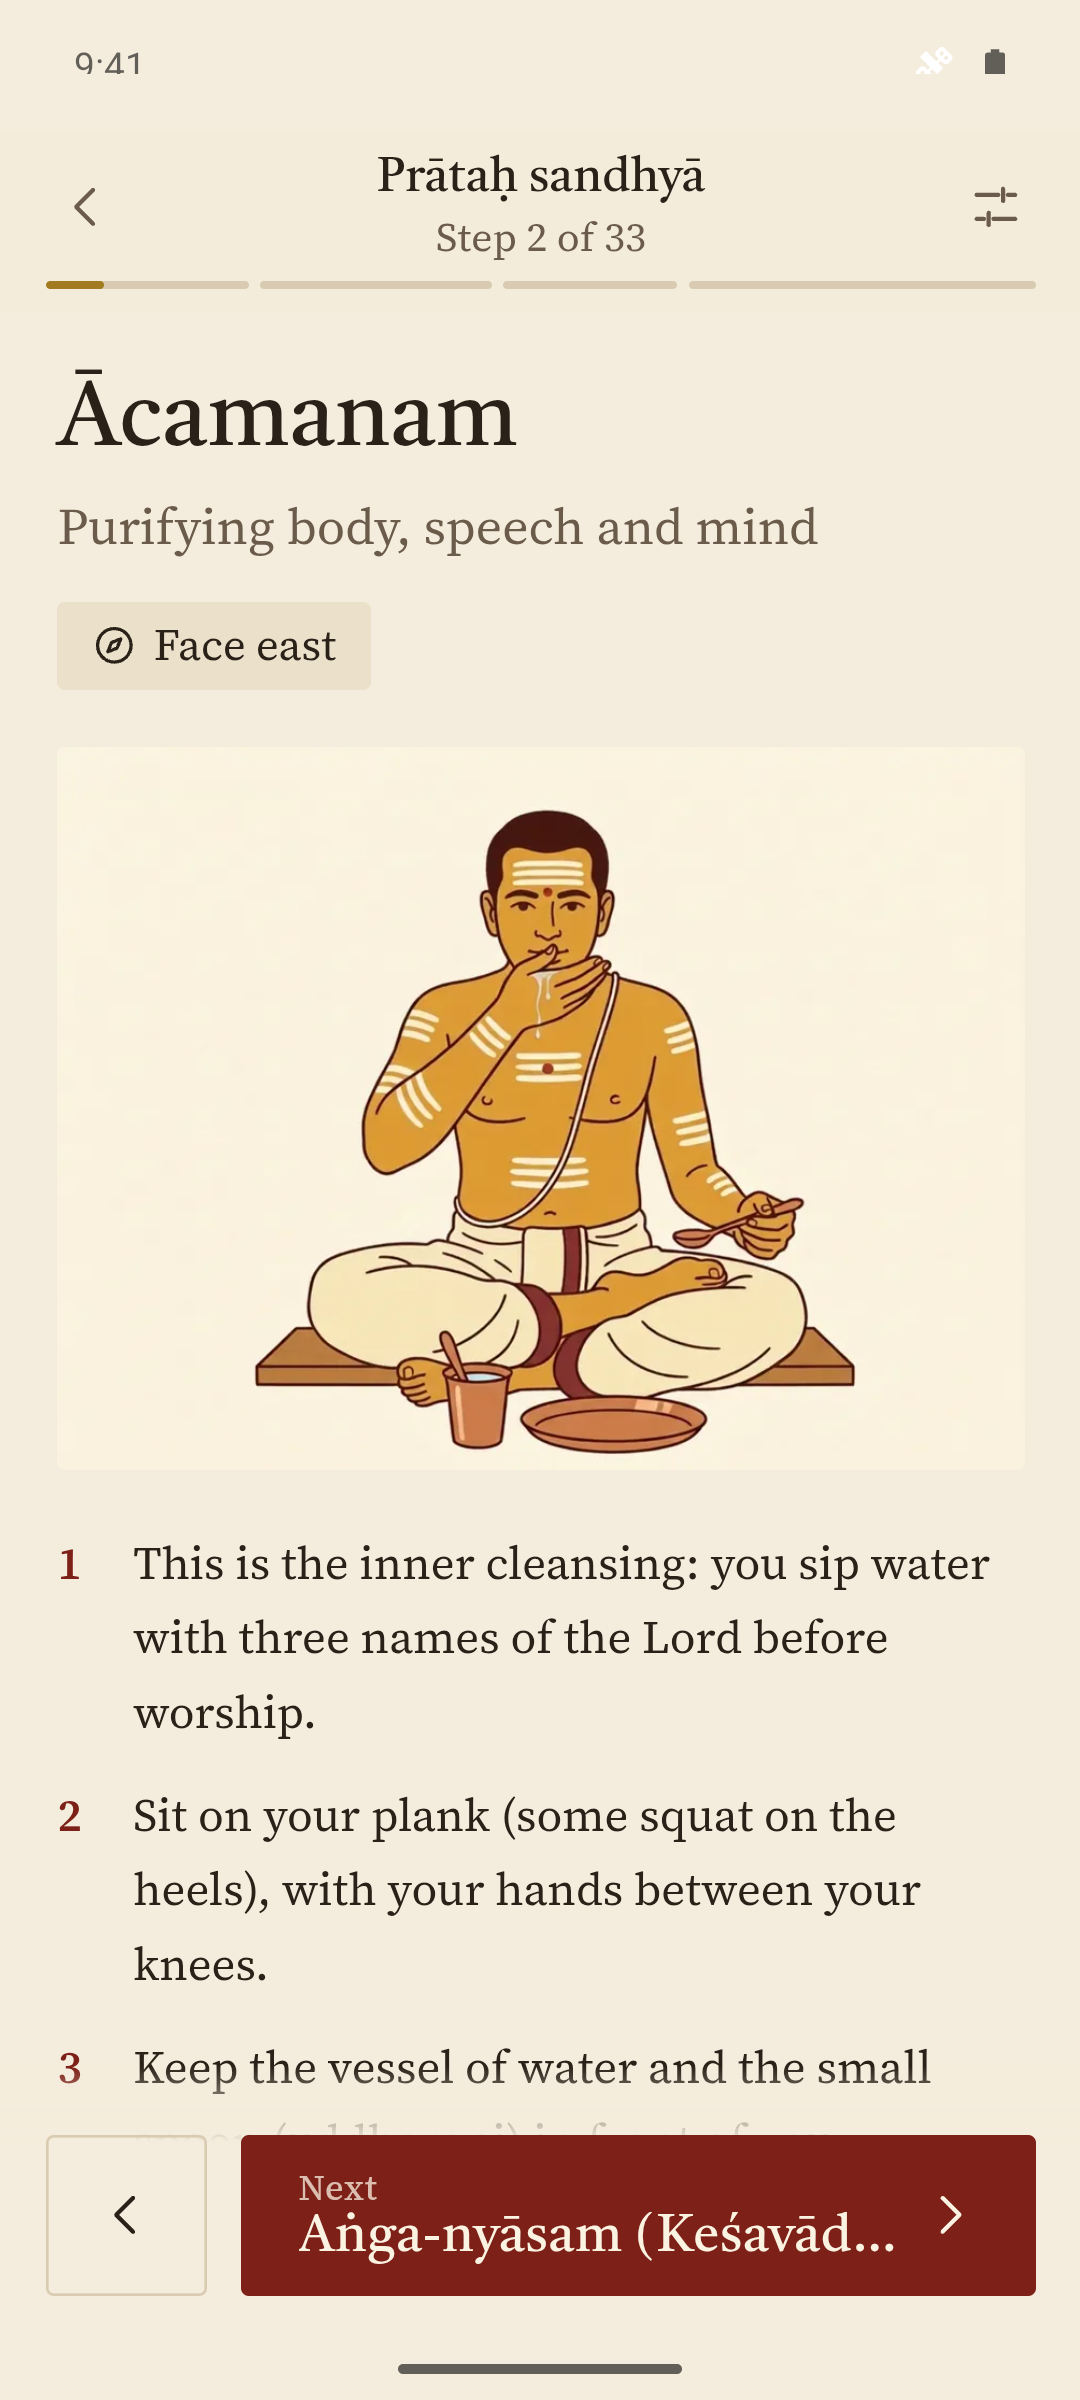 9:41
Prātaḥ sandhyā
Step 2 of 33
Ācamanam
Purifying body, speech and mind
Face east
1 This is the inner cleansing: you sip water
with three names of the Lord before
worship.
2 Sit on your plank (some squat on the
heels), with your hands between your
knees.
3 Keep the vessel of water and the small
Next
Aṅga-nyāsam (Keśavād...